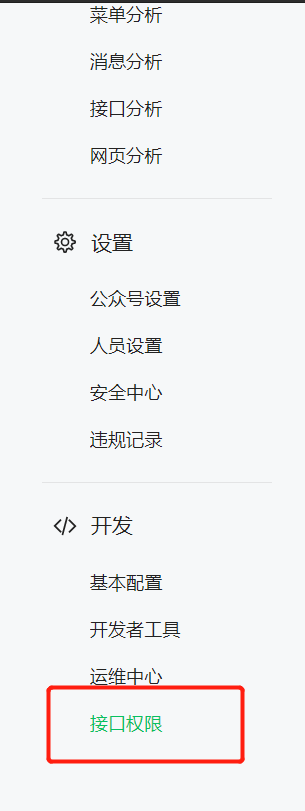 菜单分析
消息分析
接口分析
网页分析
设置
公众号设置
人员设置
安全中心
违规记录
开发
基本配置
开发者工具
运维中心
接口权限